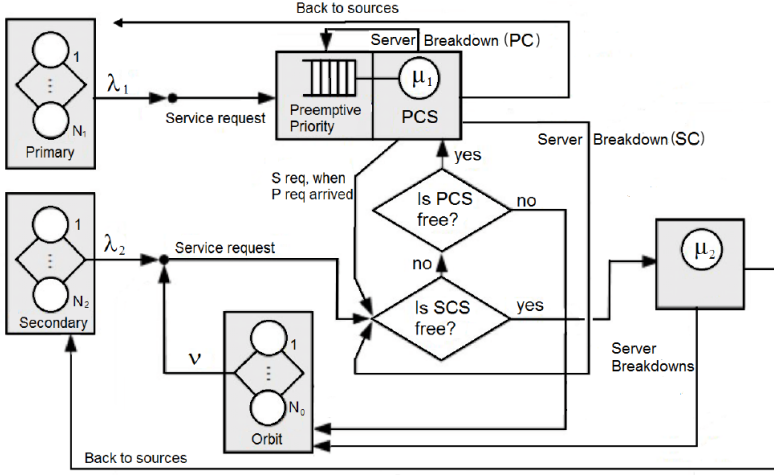 Back to sources
Server Breakdown (PC)
1
⋮
N₁
Primary
λ₁
Service request
Preemptive
Priority
μ₁
PCS
Server Breakdown (SC)
S req, when
P req arrived
yes
Is PCS
free?
no
1
⋮
N₂
Secondary
λ₂
Service request
no
Is SCS
free?
yes
μ₂
ν
1
⋮
N₀
Orbit
Server
Breakdowns
Back to sources